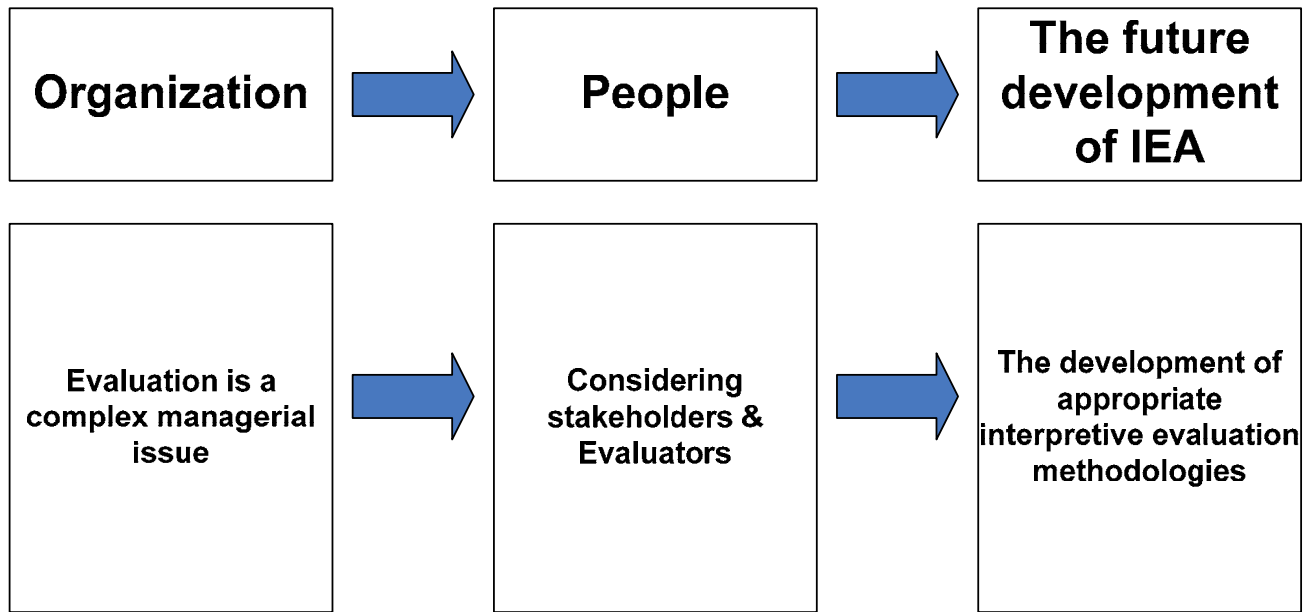 Organization
People
The future
development
of IEA
Evaluation is a
complex managerial
issue
Considering
stakeholders &
Evaluators
The development of
appropriate
interpretive evaluation
methodologies